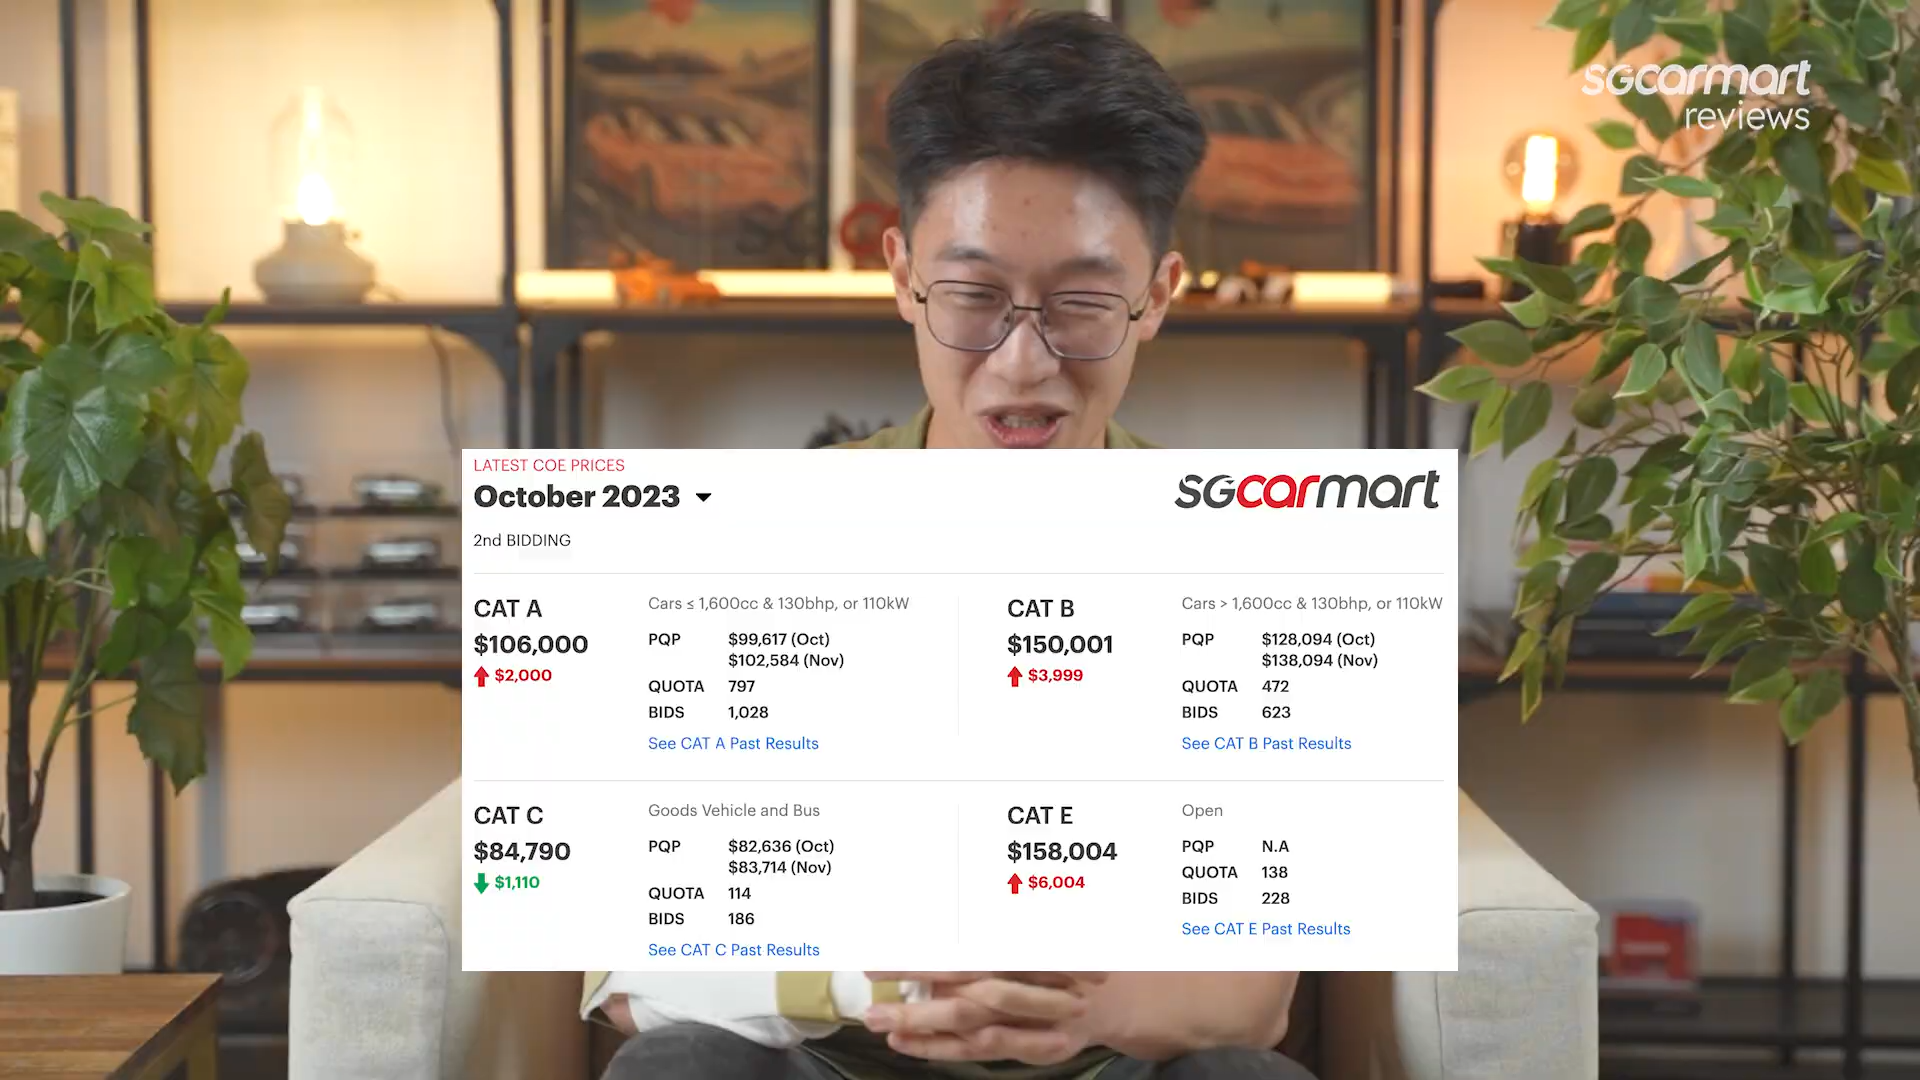 SGcarmart
reviews
LATEST COE PRICES
October 2023
SGcarmart
2nd BIDDING
CAT A
$106,000
$2,000
Cars ≤ 1,600cc & 130bhp, or 110kW
PQP $99,617 (Oct)
$102,584 (Nov)
QUOTA 797
BIDS 1,028
See CAT A Past Results
CAT B
$150,001
$3,999
Cars > 1,600cc & 130bhp, or 110kW
PQP $128,094 (Oct)
$138,094 (Nov)
QUOTA 472
BIDS 623
See CAT B Past Results
CAT C
$84,790
$1,110
Goods Vehicle and Bus
PQP $82,636 (Oct)
$83,714 (Nov)
QUOTA 114
BIDS 186
See CAT C Past Results
CAT E
$158,004
$6,004
Open
PQP N.A
QUOTA 138
BIDS 228
See CAT E Past Results